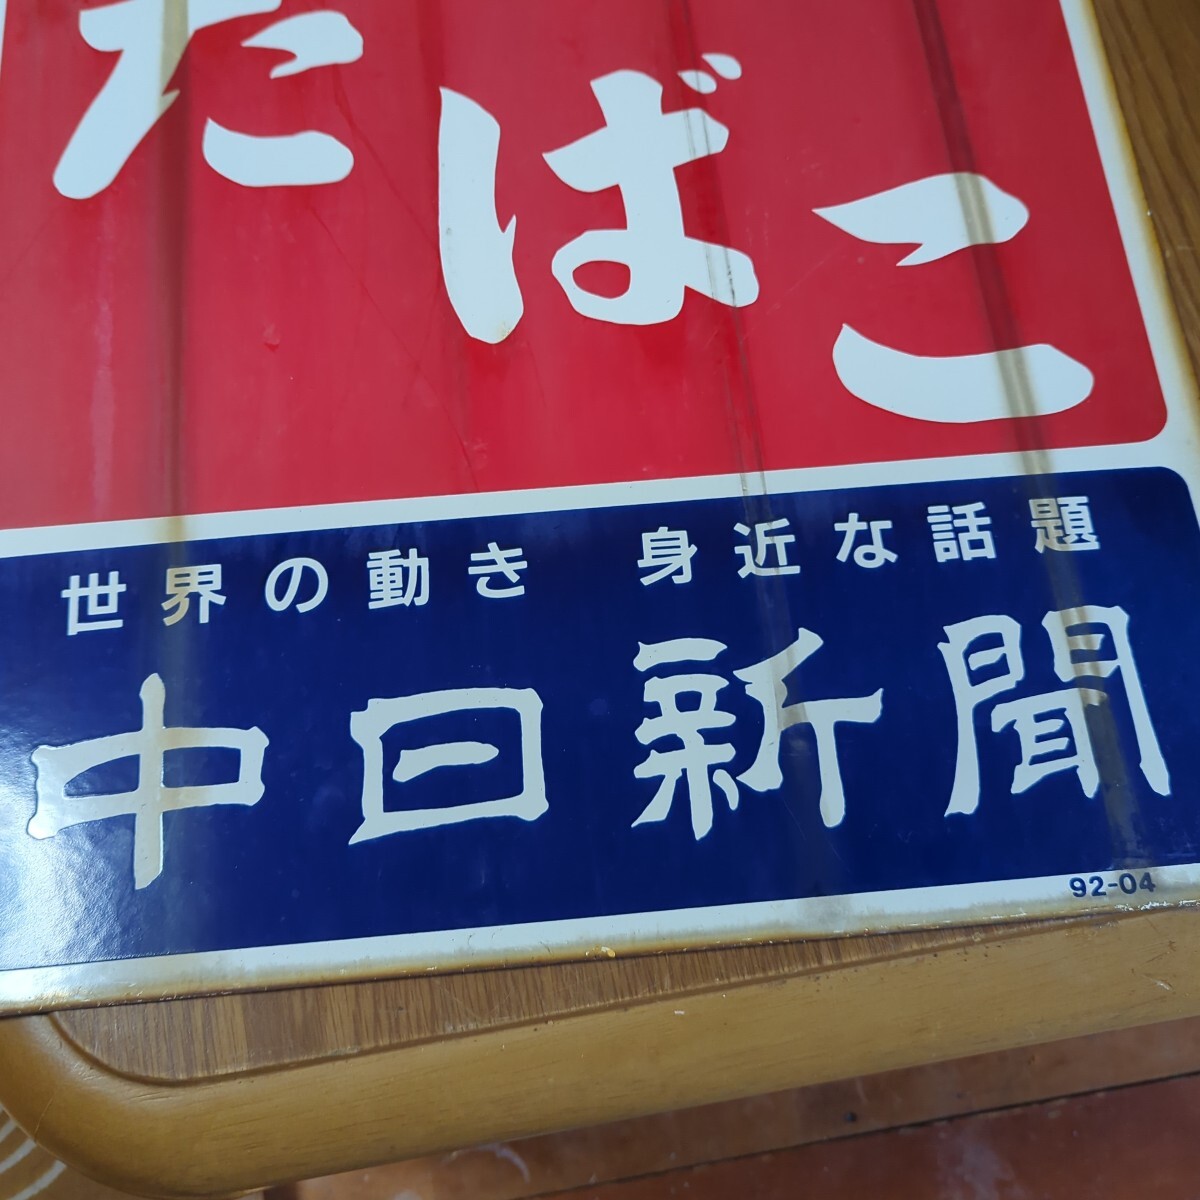 たばこ
世界の動き 身近な話題
中日新聞
92-04